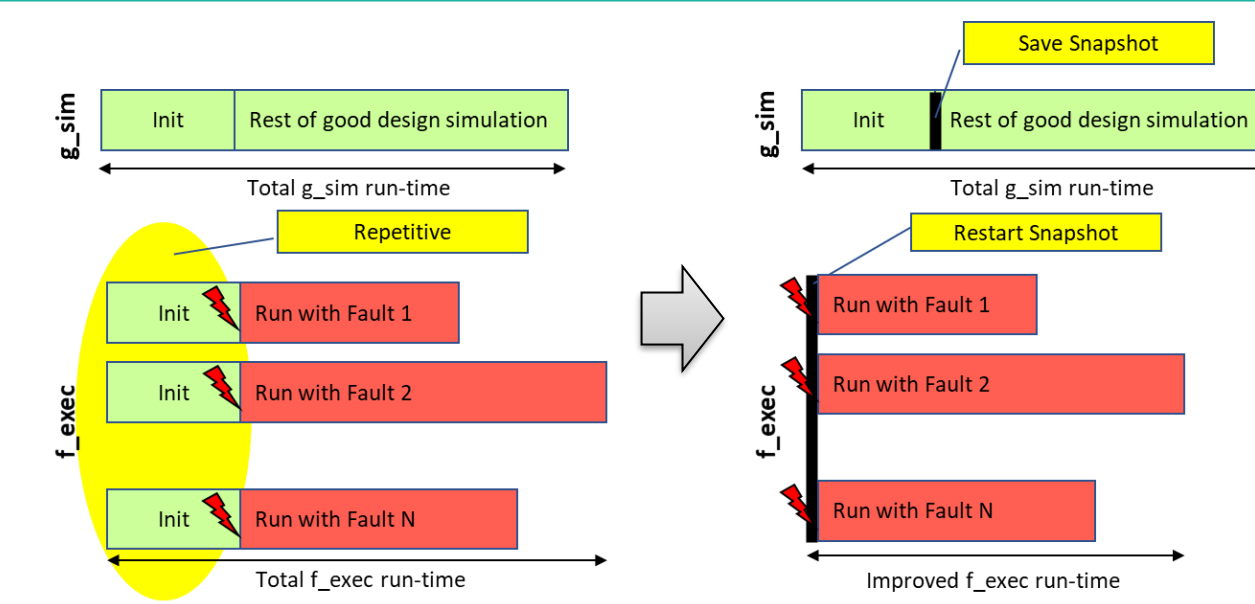 g_sim
Init
Rest of good design simulation
Total g_sim run-time
Repetitive
f_exec
Init
Run with Fault 1
Init
Run with Fault 2
Init
Run with Fault N
Total f_exec run-time
Save Snapshot
g_sim
Init
Rest of good design simulation
Total g_sim run-time
Restart Snapshot
f_exec
Run with Fault 1
Run with Fault 2
Run with Fault N
Improved f_exec run-time